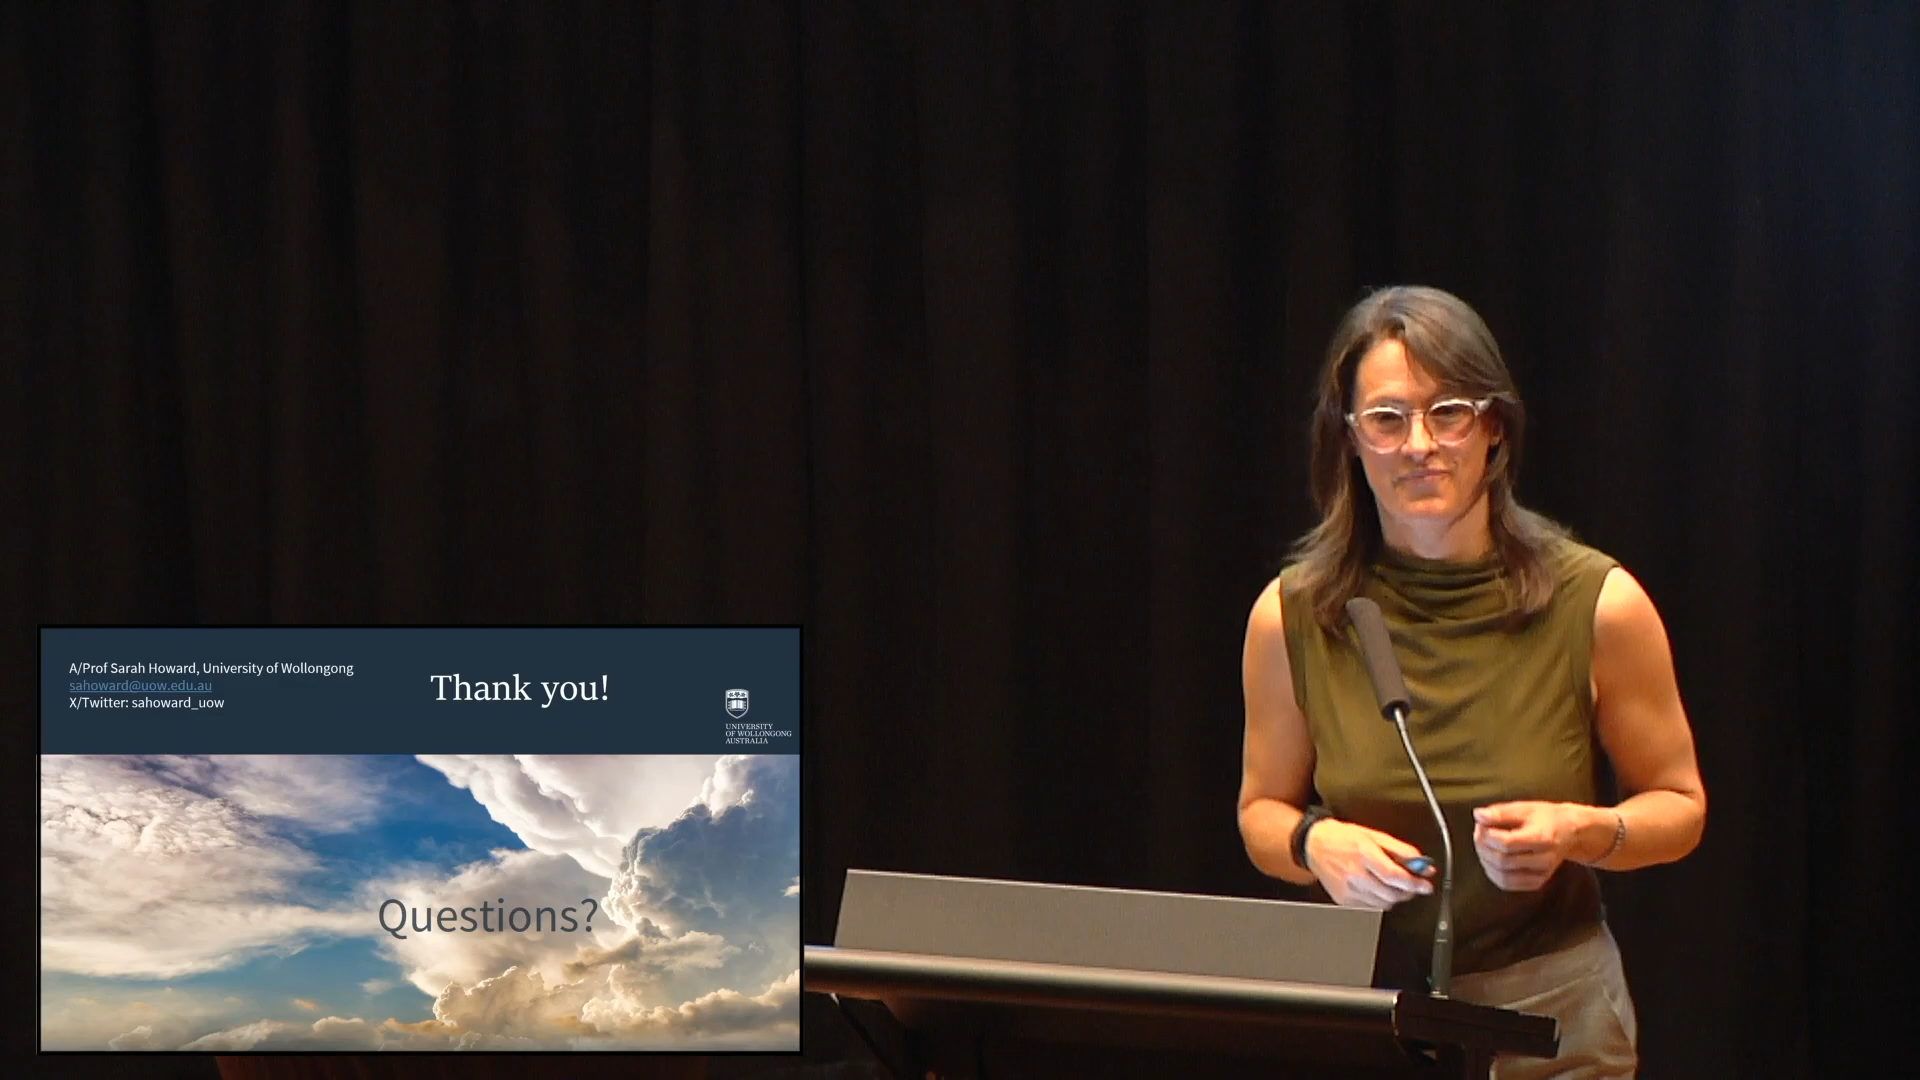 A/Prof Sarah Howard, University of Wollongong
sahoward@uow.edu.au
X/Twitter: sahoward_uow
Thank you!
UNIVERSITY
OF WOLLONGONG
AUSTRALIA
Questions?